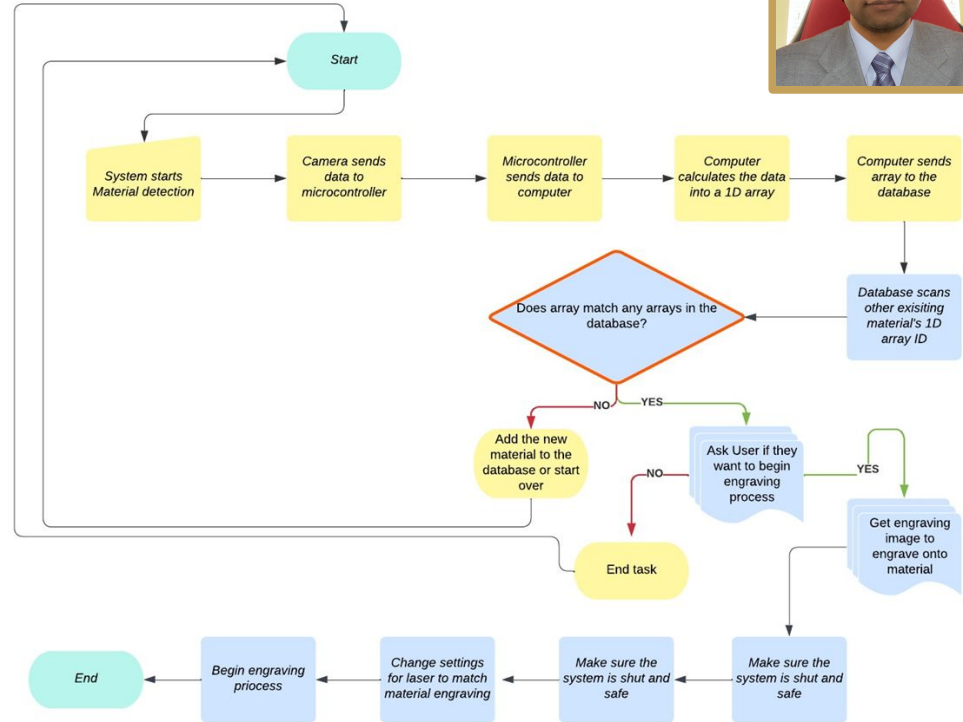 Start
System starts
Material detection
Camera sends
data to
microcontroller
Microcontroller
sends data to
computer
Computer
calculates the data
into a 1D array
Computer sends
array to the
database
Database scans
other exisiting
material's 1D
array ID
Does array match any arrays in the
database?
NO
YES
Add the new
material to the
database or start
over
Ask User if they
want to begin
engraving
process
NO
YES
End task
Get engraving
image to
engrave onto
material
Make sure the
system is shut and
safe
Make sure the
system is shut and
safe
Change settings
for laser to match
material engraving
Begin engraving
priocess
End